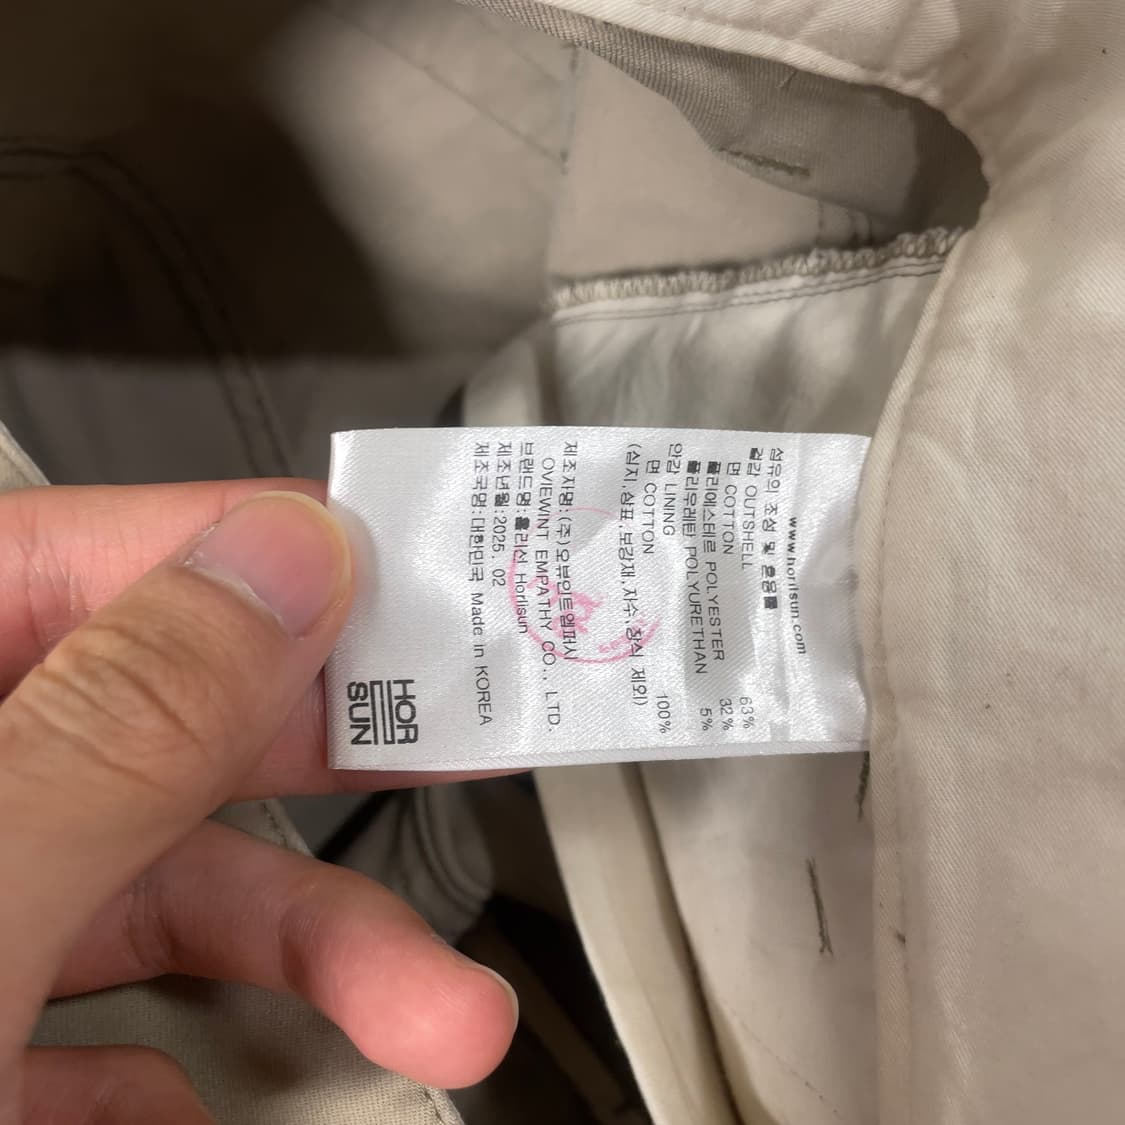 www.horlisun.com
섬유의 조성 및 혼용률
겉감 OUTSHELL
면 COTTON 63%
폴리에스테르 POLYESTER 32%
폴리우레탄 POLYURETHAN 5%
안감 LINING
면 COTTON 100%
(심지,상표,보강재,자수,장식 제외)
제조자명:(주)오뷰인트엠퍼시
OVIEWINT EMPATHY CO., LTD.
브랜드명:홀리선 Horlisun
제조년월:2025. 02
제조국명:대한민국 Made in KOREA
HOR
SUN